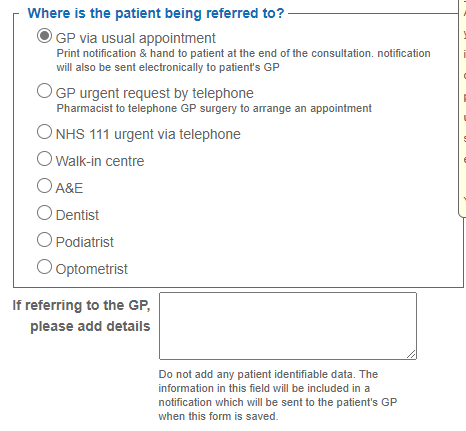 Where is the patient being referred to?
GP via usual appointment
Print notification & hand to patient at the end of the consultation. notification
will also be sent electronically to patient's GP
GP urgent request by telephone
Pharmacist to telephone GP surgery to arrange an appointment
NHS 111 urgent via telephone
Walk-in centre
A&E
Dentist
Podiatrist
Optometrist
If referring to the GP,
please add details
Do not add any patient identifiable data. The
information in this field will be included in a
notification which will be sent to the patient's GP
when this form is saved.